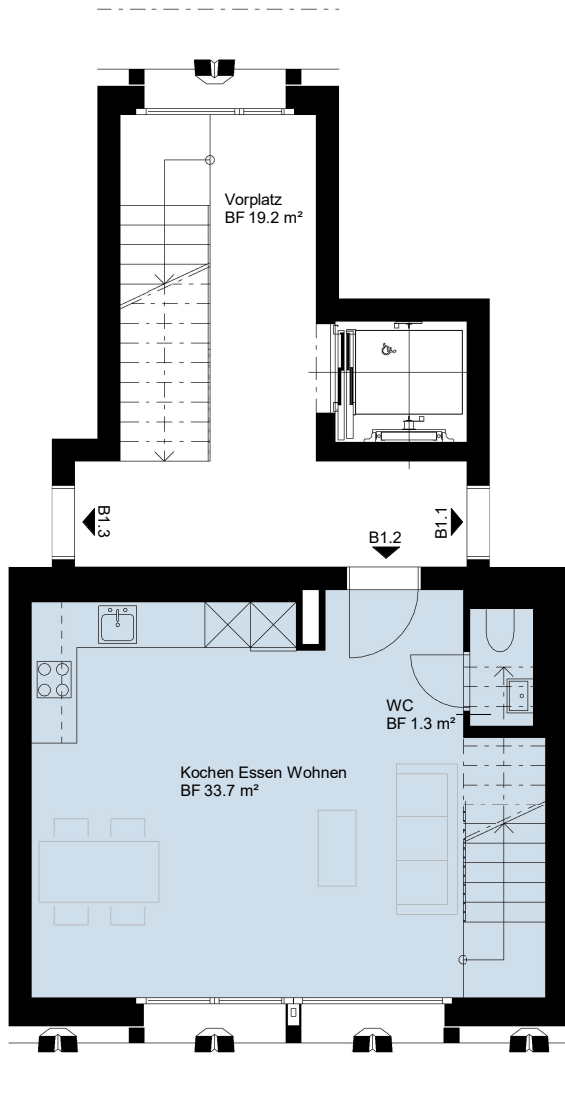 Vorplatz
BF 19.2 m²
B1.3
B1.2
B1.1
WC
BF 1.3 m²
Kochen Essen Wohnen
BF 33.7 m²